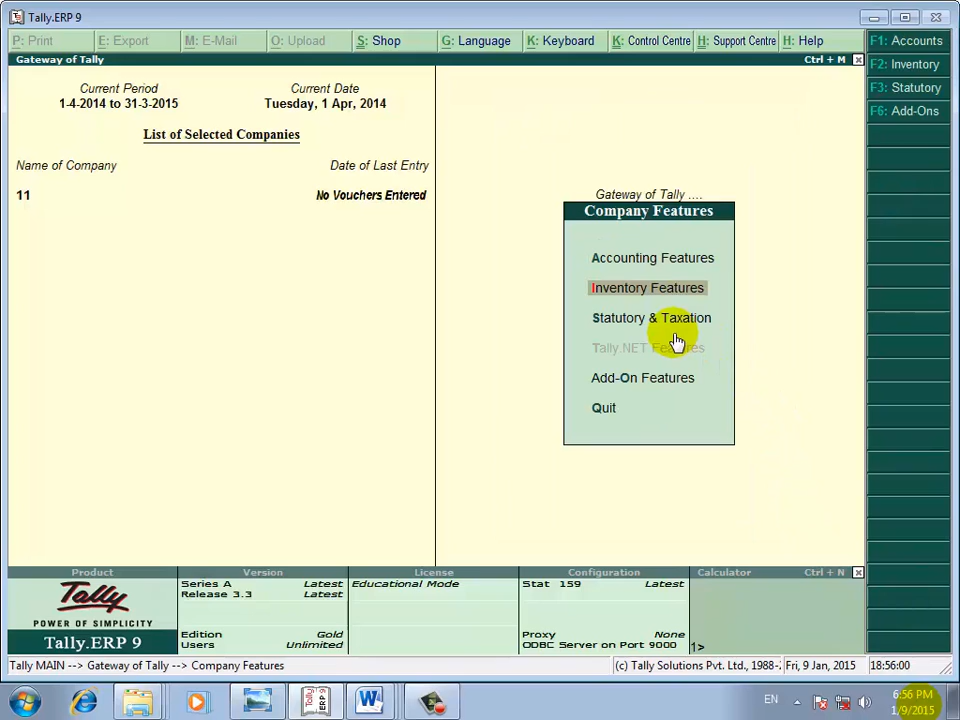 Tally.ERP 9
P: Print E: Export M: E-Mail O: Upload S: Shop G: Language K: Keyboard K: Control Centre H: Support Centre H: Help
F1: Accounts
F2: Inventory
F3: Statutory
F6: Add-Ons
Gateway of Tally Ctrl + M
Current Period Current Date
1-4-2014 to 31-3-2015 Tuesday, 1 Apr, 2014
List of Selected Companies
Name of Company Date of Last Entry
11 No Vouchers Entered
Gateway of Tally ....
Company Features
Accounting Features
Inventory Features
Statutory & Taxation
Tally NET Features
Add-On Features
Quit
Product Version License Configuration Calculator Ctrl + N
Tally
POWER OF SIMPLICITY
Tally.ERP 9
Series A Latest
Release 3.3 Latest
Edition Gold
Users Unlimited
Educational Mode
Stat 159 Latest
Proxy None
ODBC Server on Port 9000
1>
Tally MAIN --> Gateway of Tally --> Company Features (c) Tally Solutions Pvt. Ltd., 1988- Fri, 9 Jan, 2015 18:56:00
EN
6:56 PM
1/9/2015